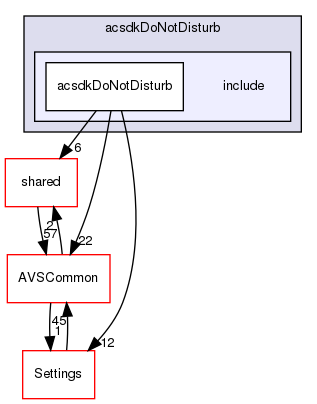 acsdkDoNotDisturb
acsdkDoNotDisturb
include
6
shared
2
57
22
AVSCommon
45
1
12
Settings